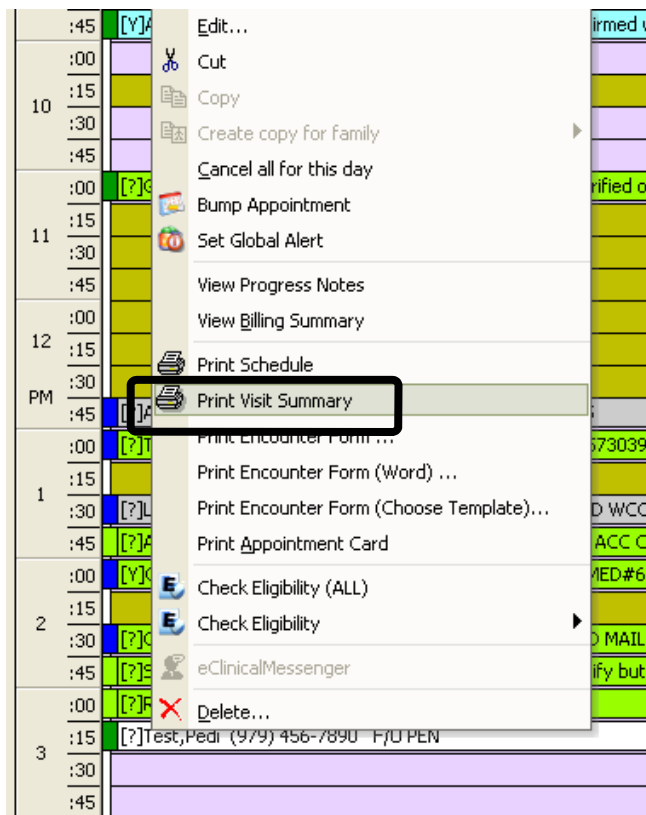 :45 [Y]A Edit... irmed
:00 Cut
10 :15 Copy
:30 Create copy for family
:45 Cancel all for this day
:00 [?]G Bump Appointment rified o
11 :15
:30 Set Global Alert
:45 View Progress Notes
:00 View Billing Summary
12 :15
Print Schedule
PM :30
:45 [?]A Print Visit Summary
:00 [?]T Print Encounter Form ... 573039
1 :15 Print Encounter Form (Word) ...
:30 [?]L Print Encounter Form (Choose Template)... D WCC
:45 [?]A Print Appointment Card ACC C
:00 [Y]C Check Eligibility (ALL) MED#6
2 :15
:30 [?]C Check Eligibility D MAIL
:45 [?]S eClinicalMessenger ify but
:00 [?]R Delete...
3 :15 [?]Test,Pedi (979) 456-7890 F/U PEN
:30
:45